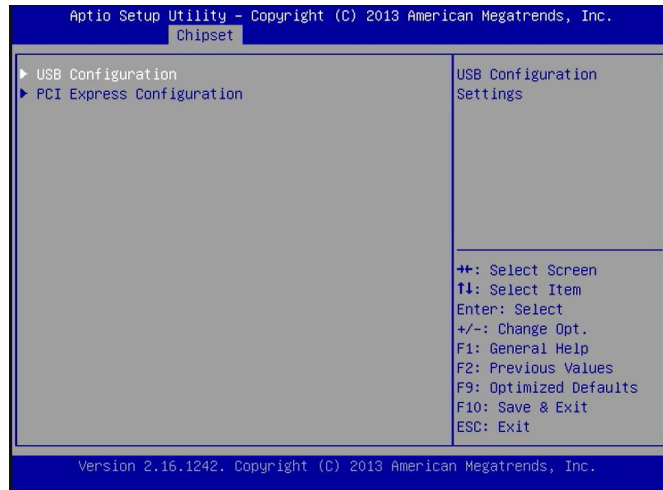 Aptio Setup Utility – Copyright (C) 2013 American Megatrends, Inc.
Chipset
▶ USB Configuration
▶ PCI Express Configuration
USB Configuration
Settings
→←: Select Screen
↑↓: Select Item
Enter: Select
+/-: Change Opt.
F1: General Help
F2: Previous Values
F9: Optimized Defaults
F10: Save & Exit
ESC: Exit
Version 2.16.1242. Copyright (C) 2013 American Megatrends, Inc.